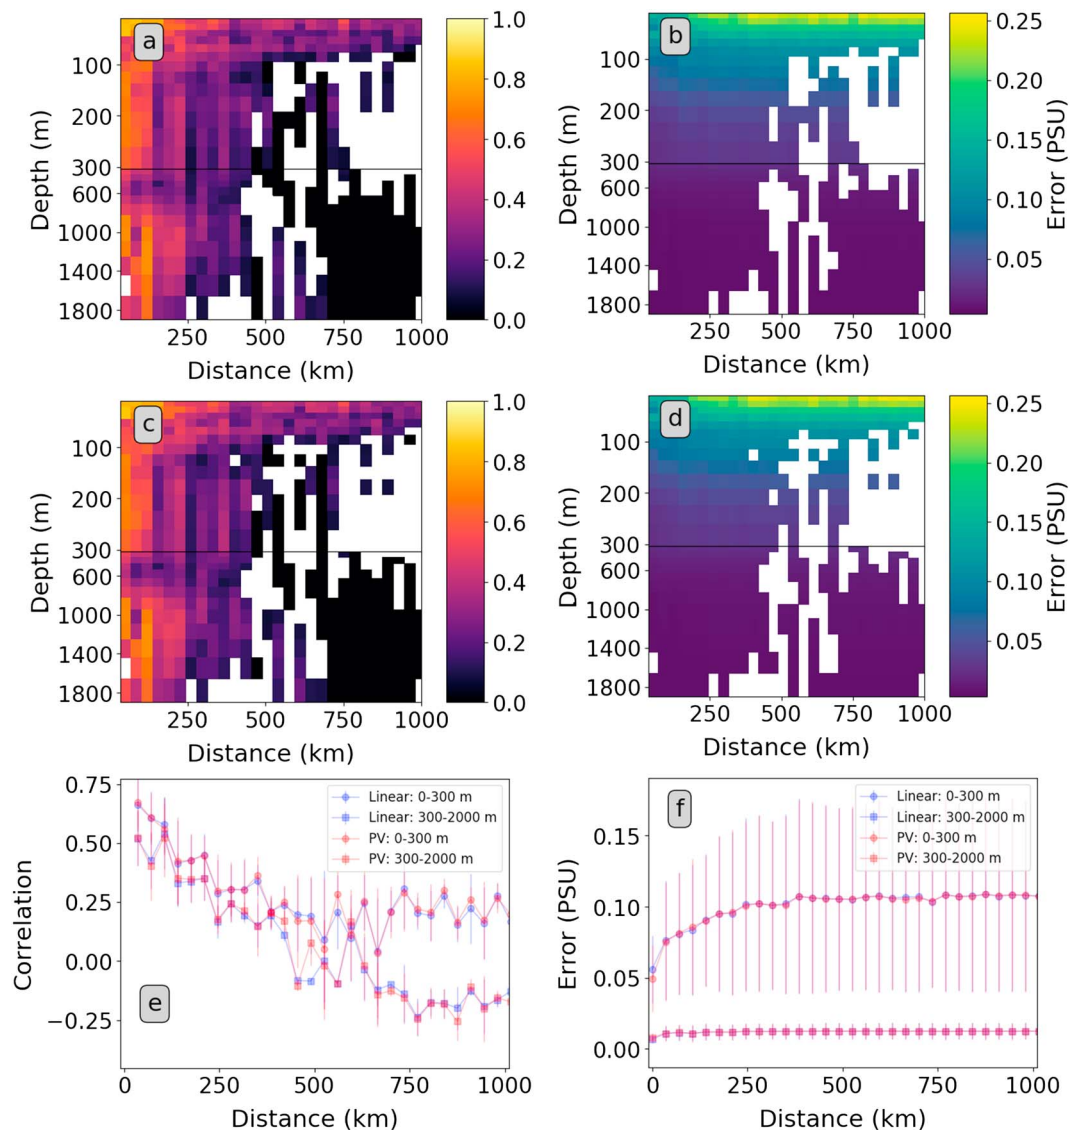 a
1.0
0.8
0.6
0.4
0.2
0.0
100
200
300
600
1000
1400
1800
Depth (m)
250 500 750 1000
Distance (km)
b
0.25
0.20
0.15
0.10
0.05
Error (PSU)
100
200
300
600
1000
1400
1800
Depth (m)
250 500 750 1000
Distance (km)
c
1.0
0.8
0.6
0.4
0.2
0.0
100
200
300
600
1000
1400
1800
Depth (m)
250 500 750 1000
Distance (km)
d
0.25
0.20
0.15
0.10
0.05
Error (PSU)
100
200
300
600
1000
1400
1800
Depth (m)
250 500 750 1000
Distance (km)
0.75
0.50
0.25
0.00
−0.25
Correlation
Linear: 0-300 m
Linear: 300-2000 m
PV: 0-300 m
PV: 300-2000 m
e
0 250 500 750 1000
Distance (km)
0.15
0.10
0.05
0.00
Error (PSU)
f
Linear: 0-300 m
Linear: 300-2000 m
PV: 0-300 m
PV: 300-2000 m
0 250 500 750 1000
Distance (km)